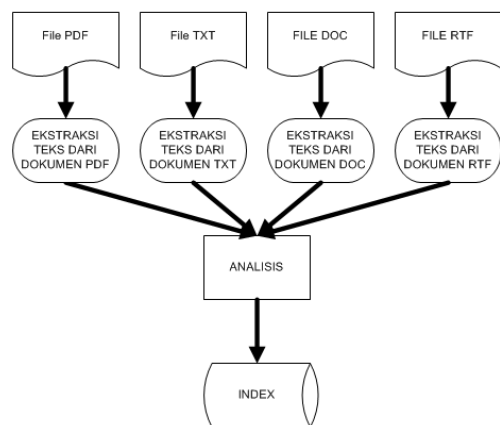 File PDF
File TXT
FILE DOC
FILE RTF
EKSTRAKSI
TEKS DARI
DOKUMEN PDF
EKSTRAKSI
TEKS DARI
DOKUMEN TXT
EKSTRAKSI
TEKS DARI
DOKUMEN DOC
EKSTRAKSI
TEKS DARI
DOKUMEN RTF
ANALISIS
INDEX